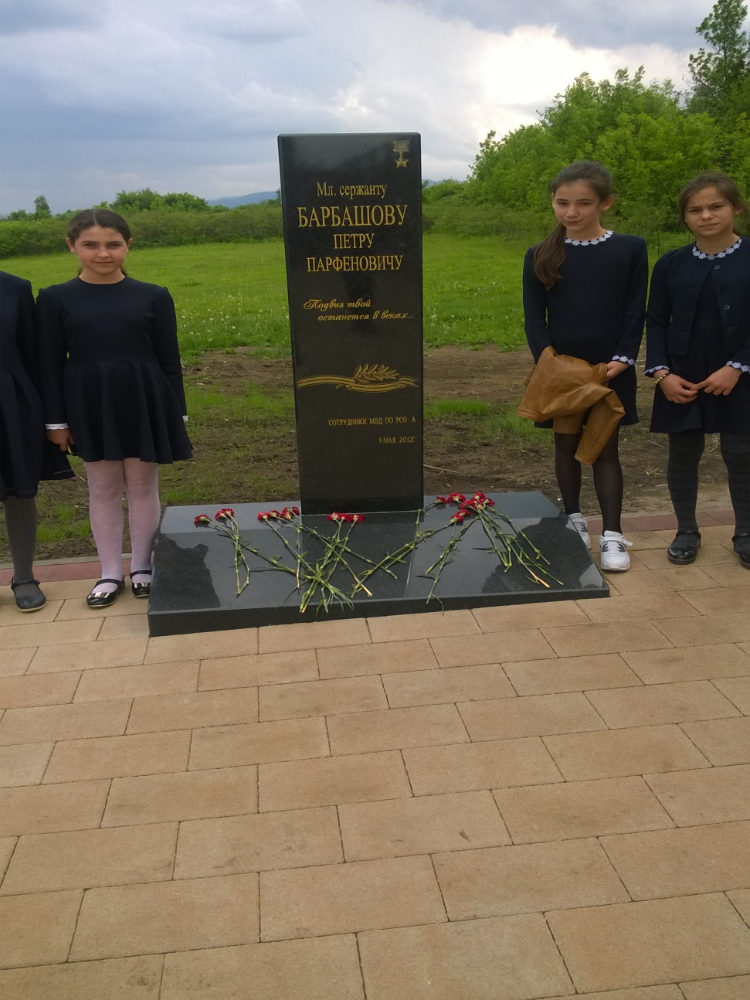 Мл. сержанту
БАРБАШОВУ
ПЕТРУ
ПАРФЕНОВИЧУ
Подвиг твой
останется в веках...
СОТРУДНИКИ МВД ПО РСО-А
9 МАЯ 2012Г